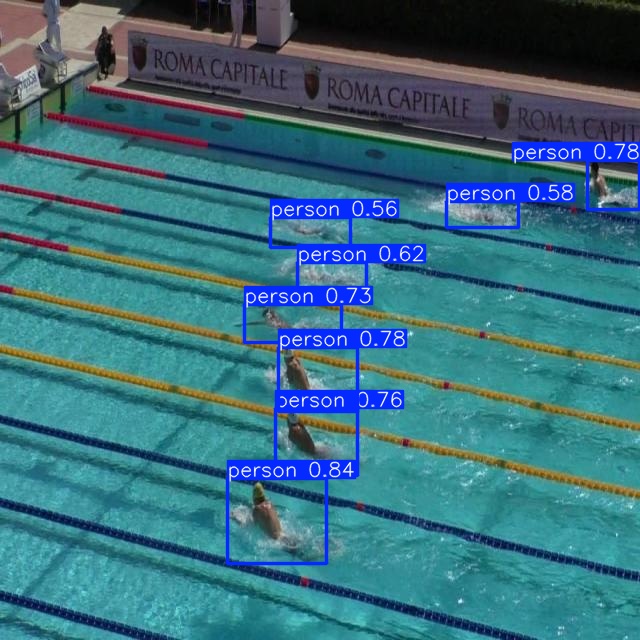 ROMA CAPITALE
ROMA CAPITALE
ROMA CAPIT
person 0.78
person 0.58
person 0.56
person 0.62
person 0.73
person 0.78
person 0.76
person 0.84